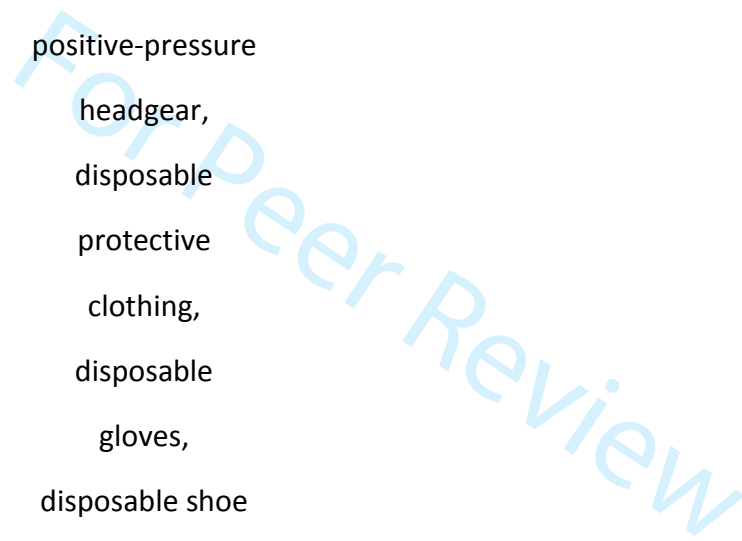 positive-pressure
headgear,
disposable
protective
clothing,
disposable
gloves,
disposable shoe
For Peer Review